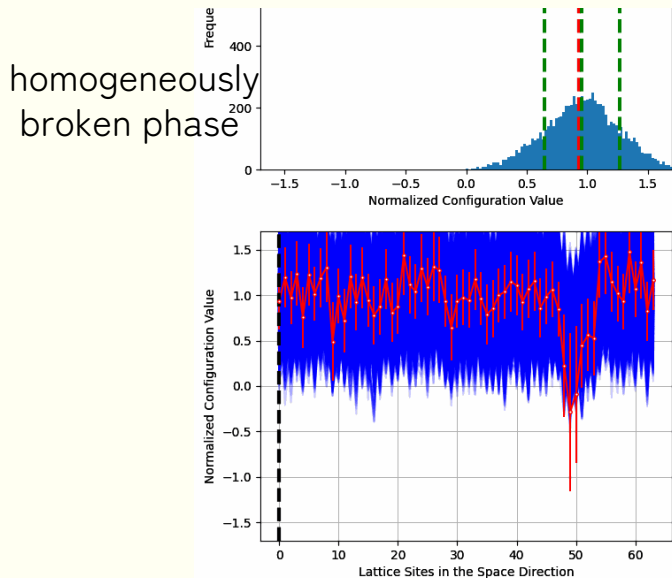 Freque
400
homogeneously
broken phase
200
0
−1.5 −1.0 −0.5 0.0 0.5 1.0 1.5
Normalized Configuration Value
1.5
1.0
0.5
0.0
−0.5
−1.0
−1.5
Normalized Configuration Value
0 10 20 30 40 50 60
Lattice Sites in the Space Direction